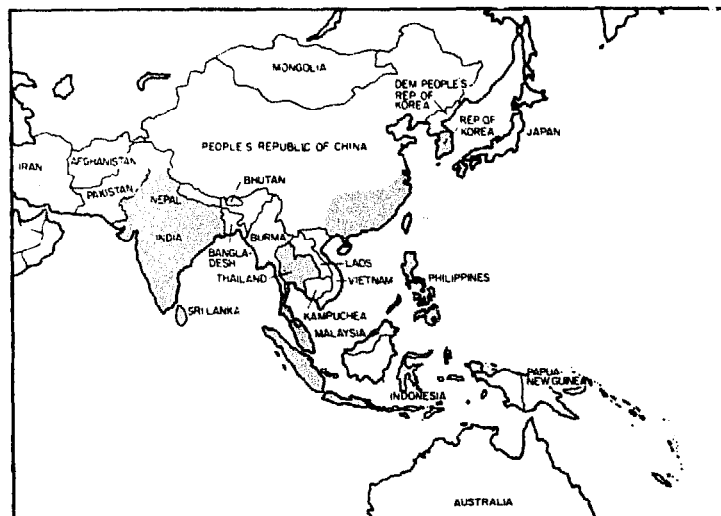 MONGOLIA
DEM PEOPLE'S
REP OF
KOREA
REP OF
KOREA
JAPAN
PEOPLE'S REPUBLIC OF CHINA
IRAN
AFGHANISTAN
PAKISTAN
NEPAL
BHUTAN
INDIA
BURMA
BANGLA-
DESH
LAOS
THAILAND
VIETNAM
PHILIPPINES
SRI LANKA
KAMPUCHEA
MALAYSIA
PAPUA
NEW GUINEA
INDONESIA
AUSTRALIA